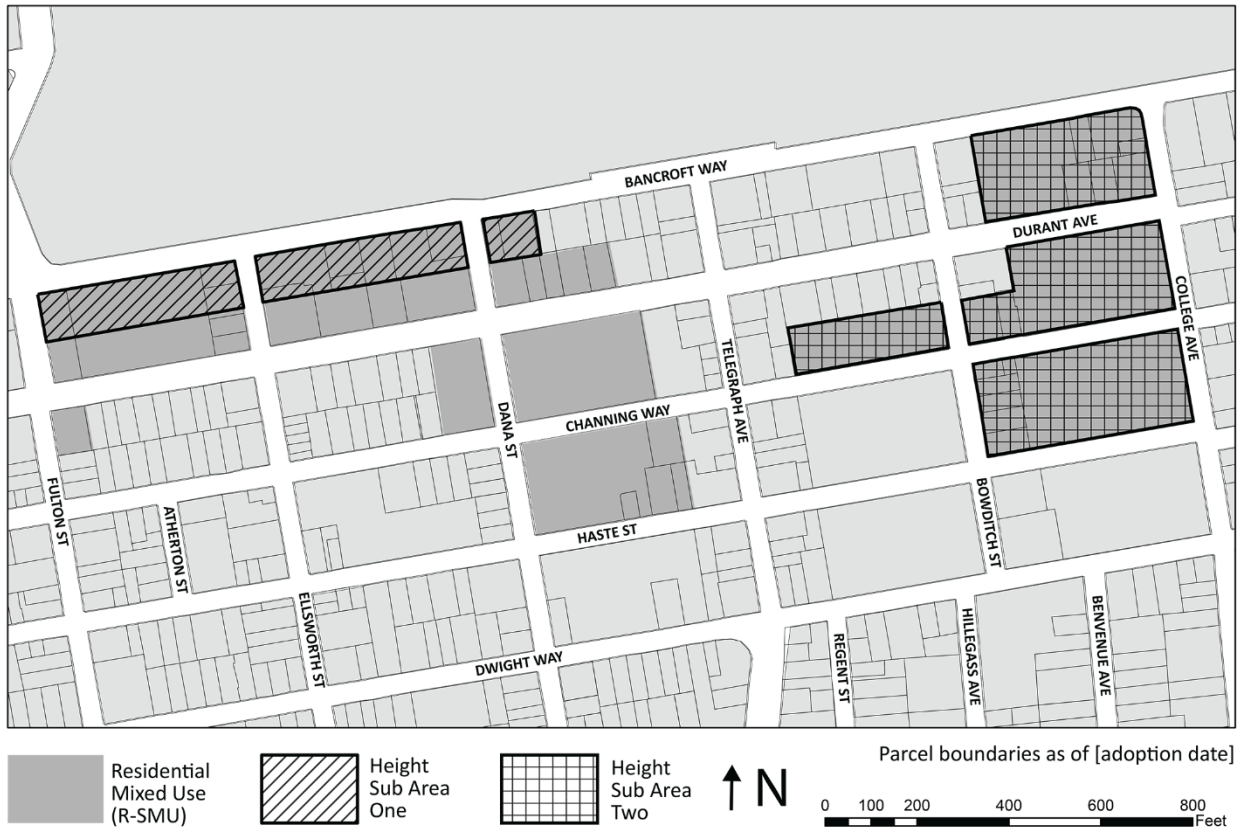 BANCROFT WAY
DURANT AVE
COLLEGE AVE
TELEGRAPH AVE
DANA ST
CHANNING WAY
FULTON ST
ATHERTON ST
BOWDITCH ST
HASTE ST
ELLSWORTH ST
HILLEGASS AVE
BENVENUE AVE
REGENT ST
DWIGHT WAY
Residential
Mixed Use
(R-SMU)
Height
Sub Area
One
Height
Sub Area
Two
N
Parcel boundaries as of [adoption date]
0 100 200 400 600 800
Feet